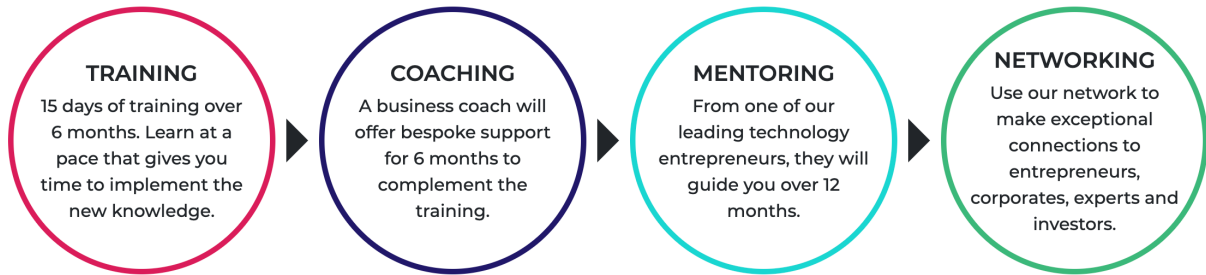 TRAINING
15 days of training over
6 months. Learn at a
pace that gives you
time to implement the
new knowledge.
COACHING
A business coach will
offer bespoke support
for 6 months to
complement the
training.
MENTORING
From one of our
leading technology
entrepreneurs, they will
guide you over 12
months.
NETWORKING
Use our network to
make exceptional
connections to
entrepreneurs,
corporates, experts and
investors.